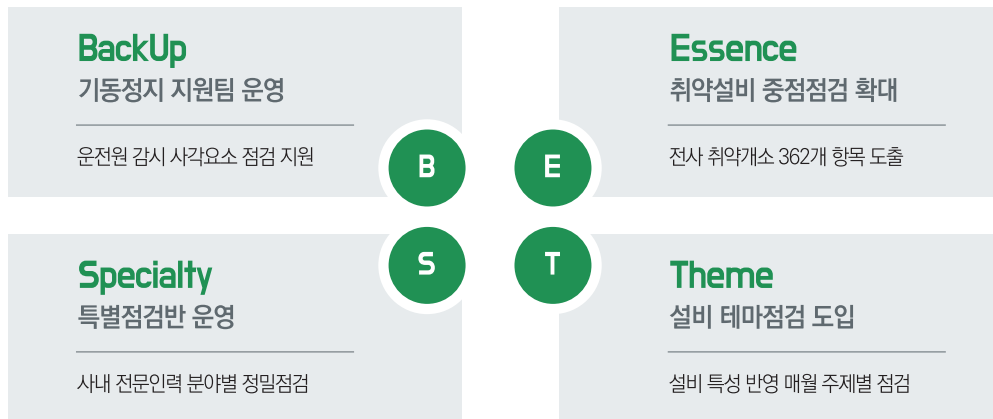 BackUp
기동정지 지원팀 운영
운전원 감시 사각요소 점검 지원
B
Essence
취약설비 중점점검 확대
전사 취약개소 362개 항목 도출
E
Specialty
특별점검반 운영
사내 전문인력 분야별 정밀점검
S
Theme
설비 테마점검 도입
설비 특성 반영 매월 주제별 점검
T